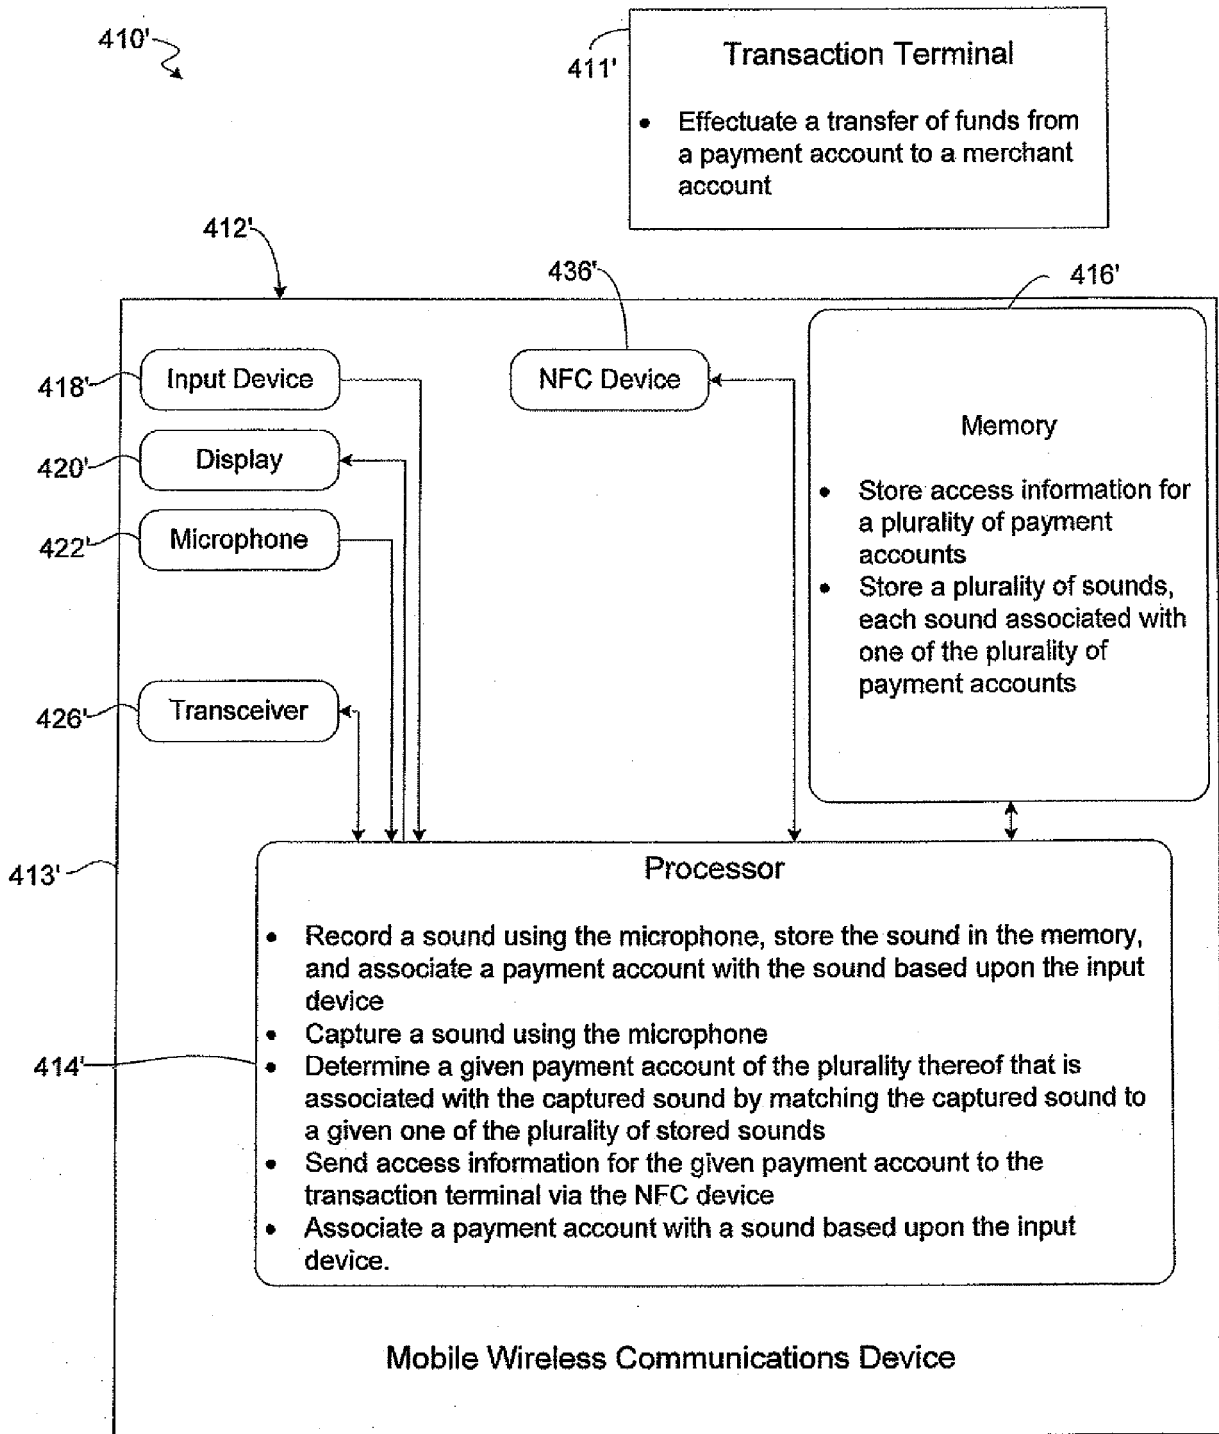 410'
411'
Transaction Terminal
• Effectuate a transfer of funds from
a payment account to a merchant
account
412'
436'
416'
418'
Input Device
NFC Device
420'
Display
422'
Microphone
Memory
• Store access information for
a plurality of payment
accounts
• Store a plurality of sounds,
each sound associated with
one of the plurality of
payment accounts
426'
Transceiver
413'
Processor
• Record a sound using the microphone, store the sound in the memory,
and associate a payment account with the sound based upon the input
device
• Capture a sound using the microphone
414'
• Determine a given payment account of the plurality thereof that is
associated with the captured sound by matching the captured sound to
a given one of the plurality of stored sounds
• Send access information for the given payment account to the
transaction terminal via the NFC device
• Associate a payment account with a sound based upon the input
device.
Mobile Wireless Communications Device